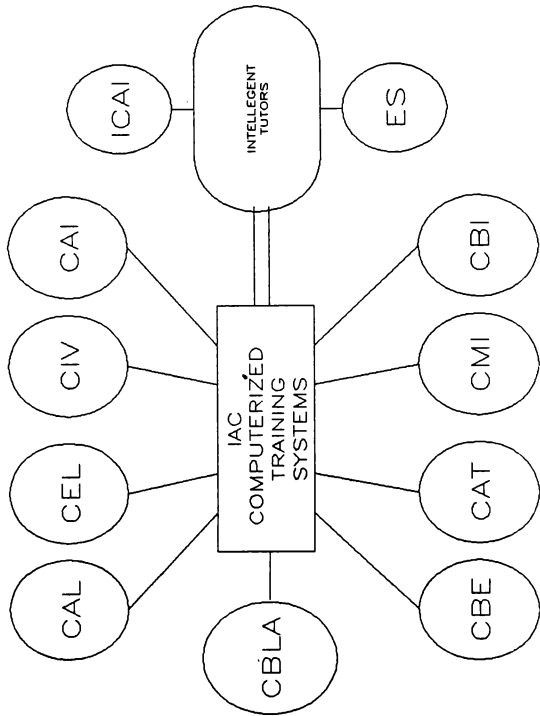 CAL
CEL
CIV
CAI
ICAI
CBLA
IAC
COMPUTERIZED
TRAINING
SYSTEMS
INTELLEGENT
TUTORS
CBE
CAT
CMI
CBI
ES